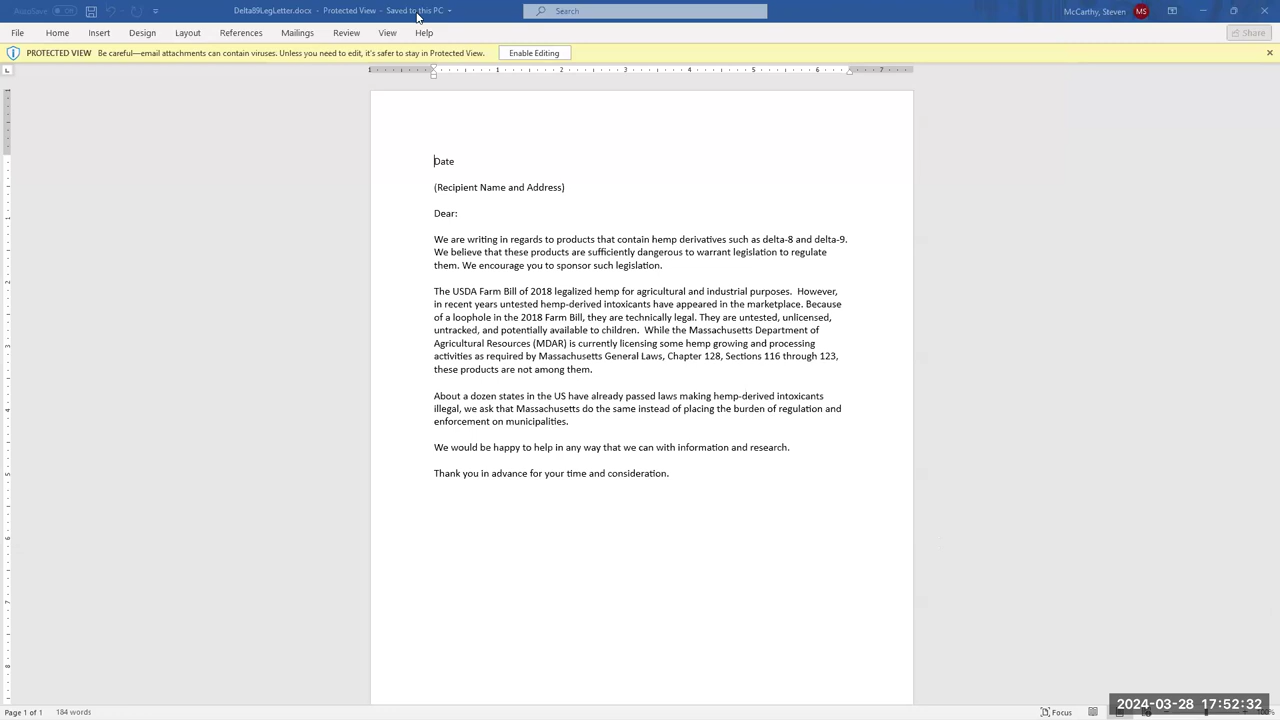 AutoSave Off Delta89LegLetter.docx - Protected View - Saved to this PC Search McCarthy, Steven MS
File Home Insert Design Layout References Mailings Review View Help Share
PROTECTED VIEW Be careful—email attachments can contain viruses. Unless you need to edit, it's safer to stay in Protected View. Enable Editing
1 1 2 3 4 5 6 7
Date
(Recipient Name and Address)
Dear:
We are writing in regards to products that contain hemp derivatives such as delta-8 and delta-9.
We believe that these products are sufficiently dangerous to warrant legislation to regulate
them. We encourage you to sponsor such legislation.
The USDA Farm Bill of 2018 legalized hemp for agricultural and industrial purposes.  However,
in recent years untested hemp-derived intoxicants have appeared in the marketplace. Because
of a loophole in the 2018 Farm Bill, they are technically legal. They are untested, unlicensed,
untracked, and potentially available to children.  While the Massachusetts Department of
Agricultural Resources (MDAR) is currently licensing some hemp growing and processing
activities as required by Massachusetts General Laws, Chapter 128, Sections 116 through 123,
these products are not among them.
About a dozen states in the US have already passed laws making hemp-derived intoxicants
illegal, we ask that Massachusetts do the same instead of placing the burden of regulation and
enforcement on municipalities.
We would be happy to help in any way that we can with information and research.
Thank you in advance for your time and consideration.
2024-03-28 17:52:32
Page 1 of 1 184 words Focus